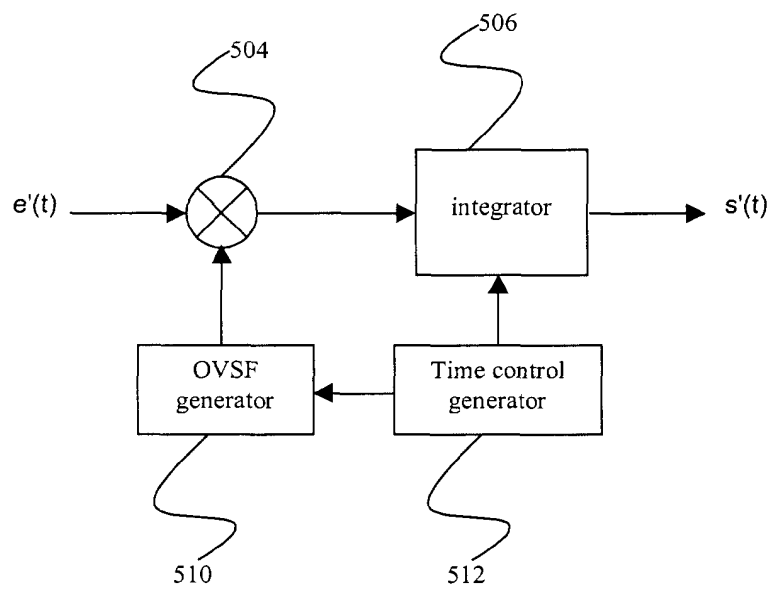 504
506
e'(t)
integrator
s'(t)
OVSF
generator
Time control
generator
510
512